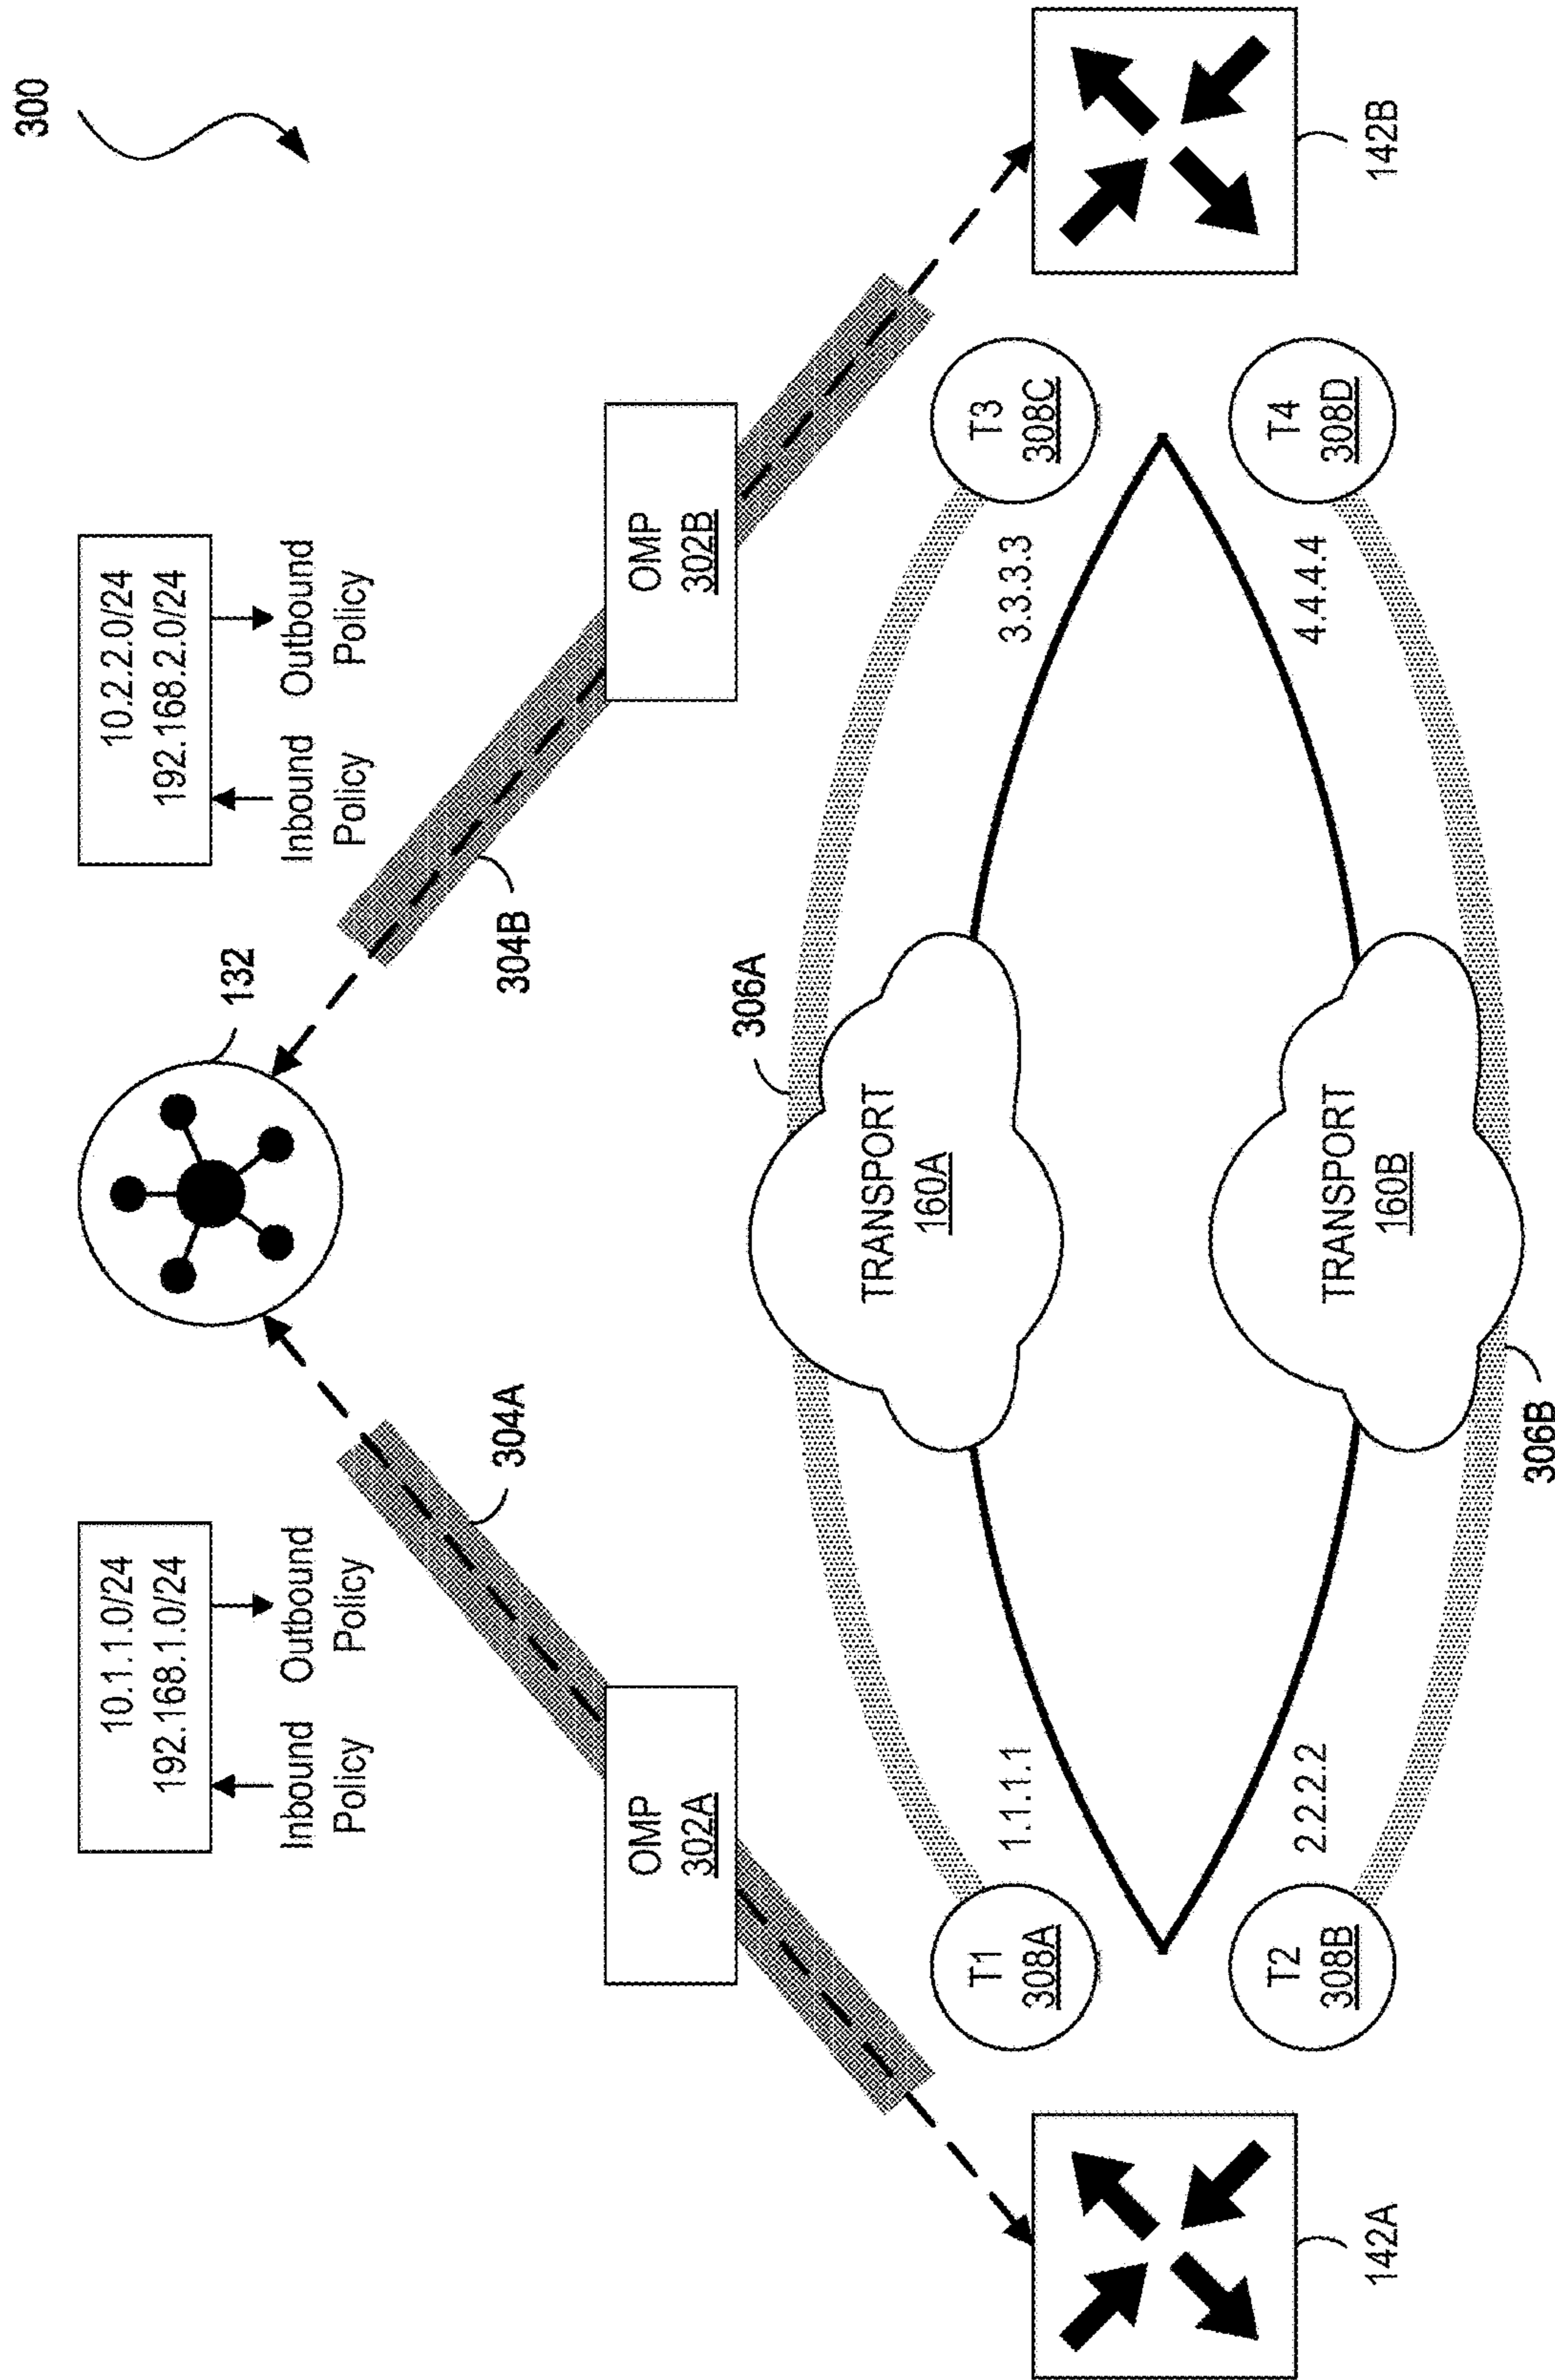 300
10.1.1.0/24
192.168.1.0/24
Inbound Policy
Outbound Policy
132
10.2.2.0/24
192.168.2.0/24
Inbound Policy
Outbound Policy
304A
304B
OMP
302A
OMP
302B
306A
TRANSPORT
160A
T1
308A
1.1.1.1
3.3.3.3
T3
308C
142A
142B
T2
308B
2.2.2.2
TRANSPORT
160B
4.4.4.4
T4
308D
306B